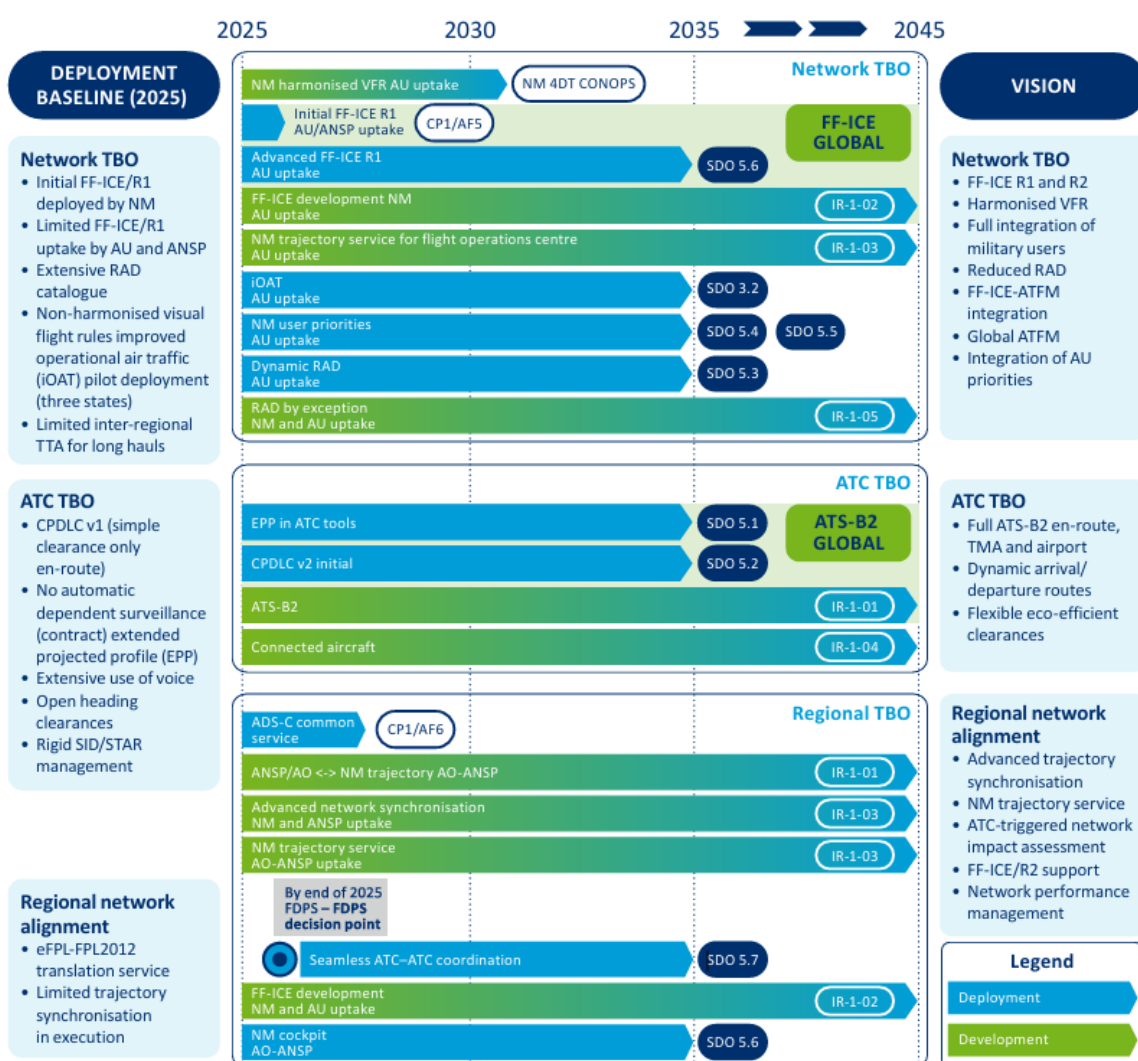 2025
2030
2035
2045
DEPLOYMENT
BASELINE (2025)
Network TBO
• Initial FF-ICE/R1
deployed by NM
• Limited FF-ICE/R1
uptake by AU and ANSP
• Extensive RAD
catalogue
• Non-harmonised visual
flight rules improved
operational air traffic
(iOAT) pilot deployment
(three states)
• Limited inter-regional
TTA for long hauls
ATC TBO
• CPDLC v1 (simple
clearance only
en-route)
• No automatic
dependent surveillance
(contract) extended
projected profile (EPP)
• Extensive use of voice
• Open heading
clearances
• Rigid SID/STAR
management
Regional network
alignment
• eFPL-FPL2012
translation service
• Limited trajectory
synchronisation
in execution
Network TBO
NM harmonised VFR AU uptake
NM 4DT CONOPS
Initial FF-ICE R1
AU/ANSP uptake
CP1/AF5
FF-ICE
GLOBAL
Advanced FF-ICE R1
AU uptake
SDO 5.6
FF-ICE development NM
AU uptake
IR-1-02
NM trajectory service for flight operations centre
AU uptake
IR-1-03
iOAT
AU uptake
SDO 3.2
NM user priorities
AU uptake
SDO 5.4
SDO 5.5
Dynamic RAD
AU uptake
SDO 5.3
RAD by exception
NM and AU uptake
IR-1-05
ATC TBO
EPP in ATC tools
SDO 5.1
ATS-B2
GLOBAL
CPDLC v2 initial
SDO 5.2
ATS-B2
IR-1-01
Connected aircraft
IR-1-04
Regional TBO
ADS-C common
service
CP1/AF6
ANSP/AO <-> NM trajectory AO-ANSP
IR-1-01
Advanced network synchronisation
NM and ANSP uptake
IR-1-03
NM trajectory service
AO-ANSP uptake
IR-1-03
By end of 2025
FDPS – FDPS
decision point
Seamless ATC–ATC coordination
SDO 5.7
FF-ICE development
NM and AU uptake
IR-1-02
NM cockpit
AO-ANSP
SDO 5.6
VISION
Network TBO
• FF-ICE R1 and R2
• Harmonised VFR
• Full integration of
military users
• Reduced RAD
• FF-ICE-ATFM
integration
• Global ATFM
• Integration of AU
priorities
ATC TBO
• Full ATS-B2 en-route,
TMA and airport
• Dynamic arrival/
departure routes
• Flexible eco-efficient
clearances
Regional network
alignment
• Advanced trajectory
synchronisation
• NM trajectory service
• ATC-triggered network
impact assessment
• FF-ICE/R2 support
• Network performance
management
Legend
Deployment
Development